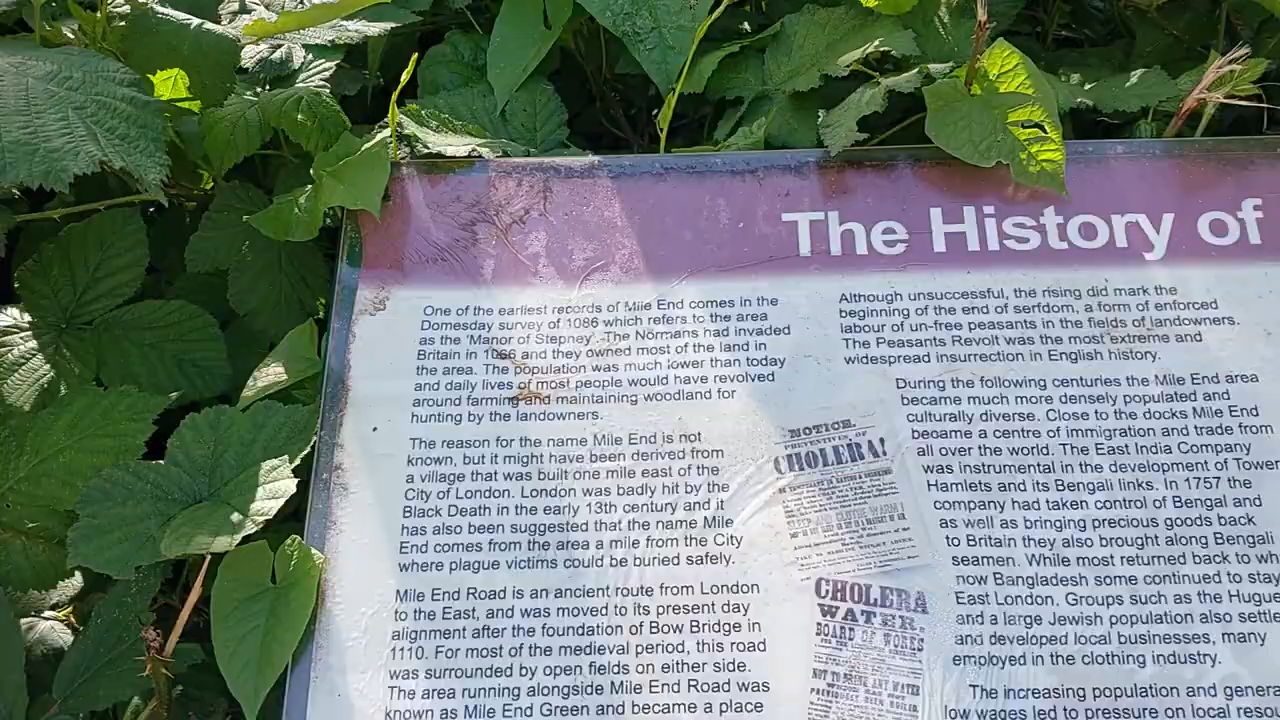 The History of
One of the earliest records of Mile End comes in the
Domesday survey of 1086 which refers to the area
as the 'Manor of Stepney'. The Normans had invaded
Britain in 1066 and they owned most of the land in
the area. The population was much lower than today
and daily lives of most people would have revolved
around farming and maintaining woodland for
hunting by the landowners.
The reason for the name Mile End is not
known, but it might have been derived from
a village that was built one mile east of the
City of London. London was badly hit by the
Black Death in the early 13th century and it
has also been suggested that the name Mile
End comes from the area a mile from the City
where plague victims could be buried safely.
Mile End Road is an ancient route from London
to the East, and was moved to its present day
alignment after the foundation of Bow Bridge in
1110. For most of the medieval period, this road
was surrounded by open fields on either side.
The area running alongside Mile End Road was
known as Mile End Green and became a place
Although unsuccessful, the rising did mark the
beginning of the end of serfdom, a form of enforced
labour of un-free peasants in the fields of landowners.
The Peasants Revolt was the most extreme and
widespread insurrection in English history.
During the following centuries the Mile End area
became much more densely populated and
culturally diverse. Close to the docks Mile End
became a centre of immigration and trade from
all over the world. The East India Company
was instrumental in the development of Tower
Hamlets and its Bengali links. In 1757 the
company had taken control of Bengal and
as well as bringing precious goods back
to Britain they also brought along Bengali
seamen. While most returned back to wh
now Bangladesh some continued to stay
East London. Groups such as the Hugue
and a large Jewish population also settle
and developed local businesses, many
employed in the clothing industry.
The increasing population and genera
low wages led to pressure on local resou
NOTICE.
PREVENTIVES OF
CHOLERA!
CHOLERA
WATER.
BOARD OF WORKS
NOT TO DRINK ANY WATER
PREVIOUSLY BEEN BOILED.